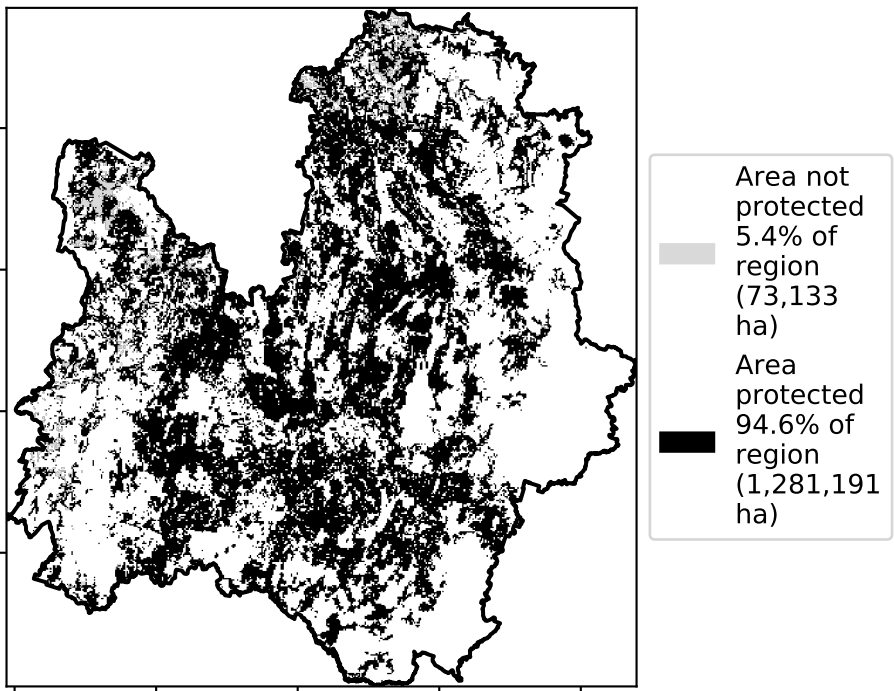 Area not
protected
5.4% of
region
(73,133
ha)
Area
protected
94.6% of
region
(1,281,191
ha)